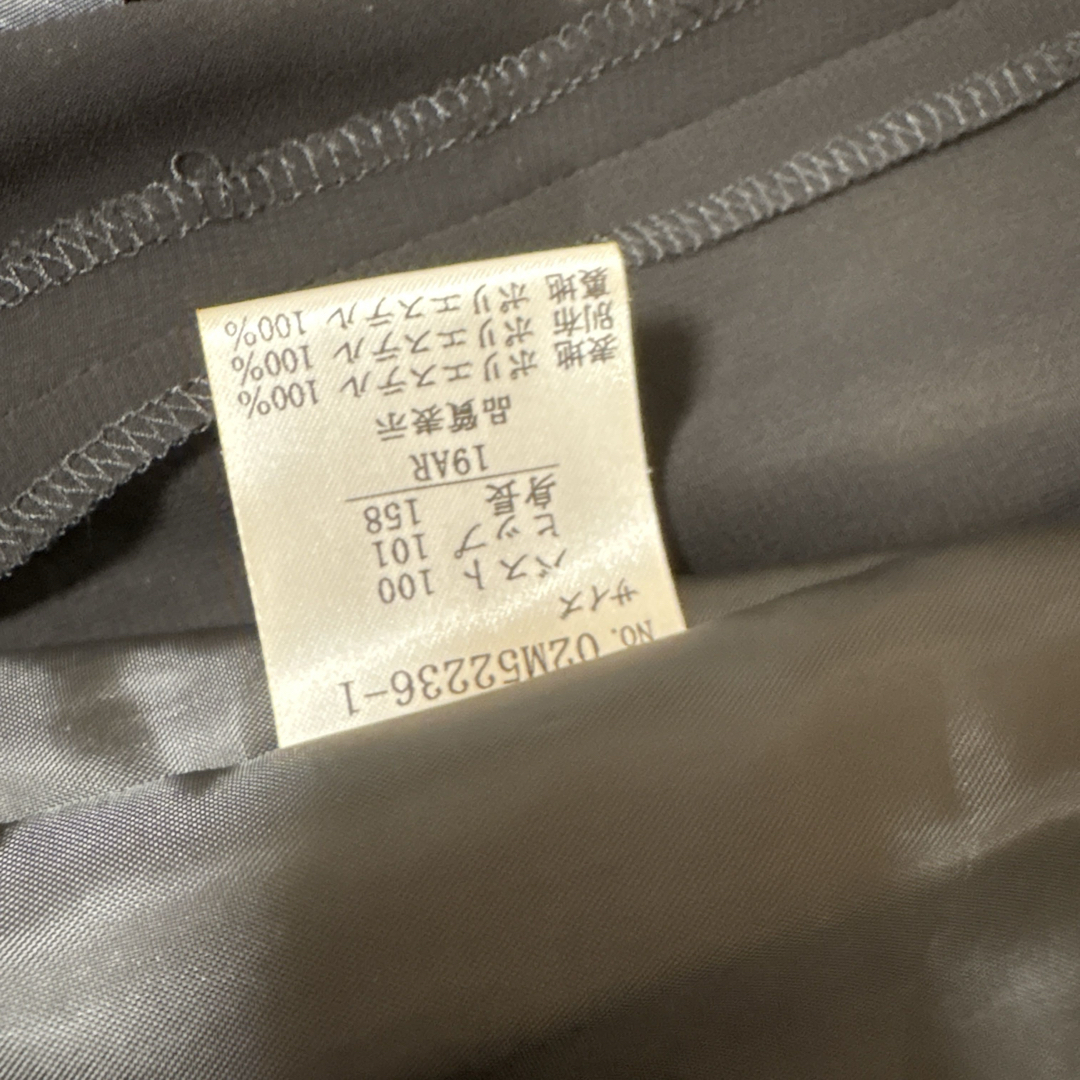 No. 02M52236-1
サイズ
バスト 100
ヒップ 101
身長 158
19AR
品質表示
表地 ポリエステル 100%
別布 ポリエステル 100%
裏地 ポリエステル 100%